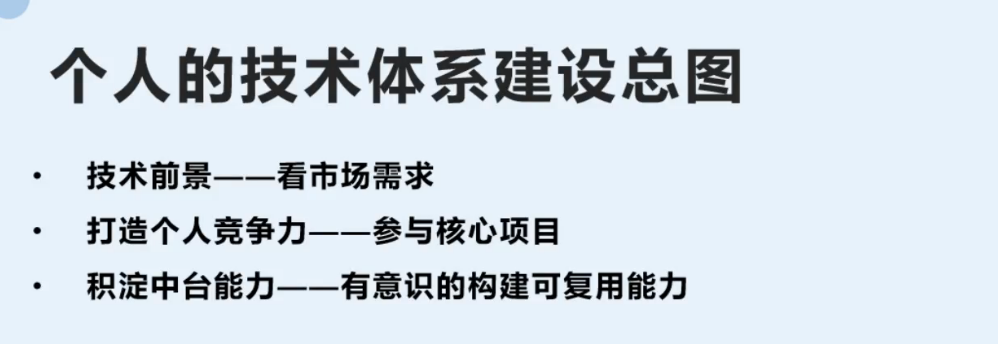 个人的技术体系建设总图
• 技术前景——看市场需求
• 打造个人竞争力——参与核心项目
• 积淀中台能力——有意识的构建可复用能力